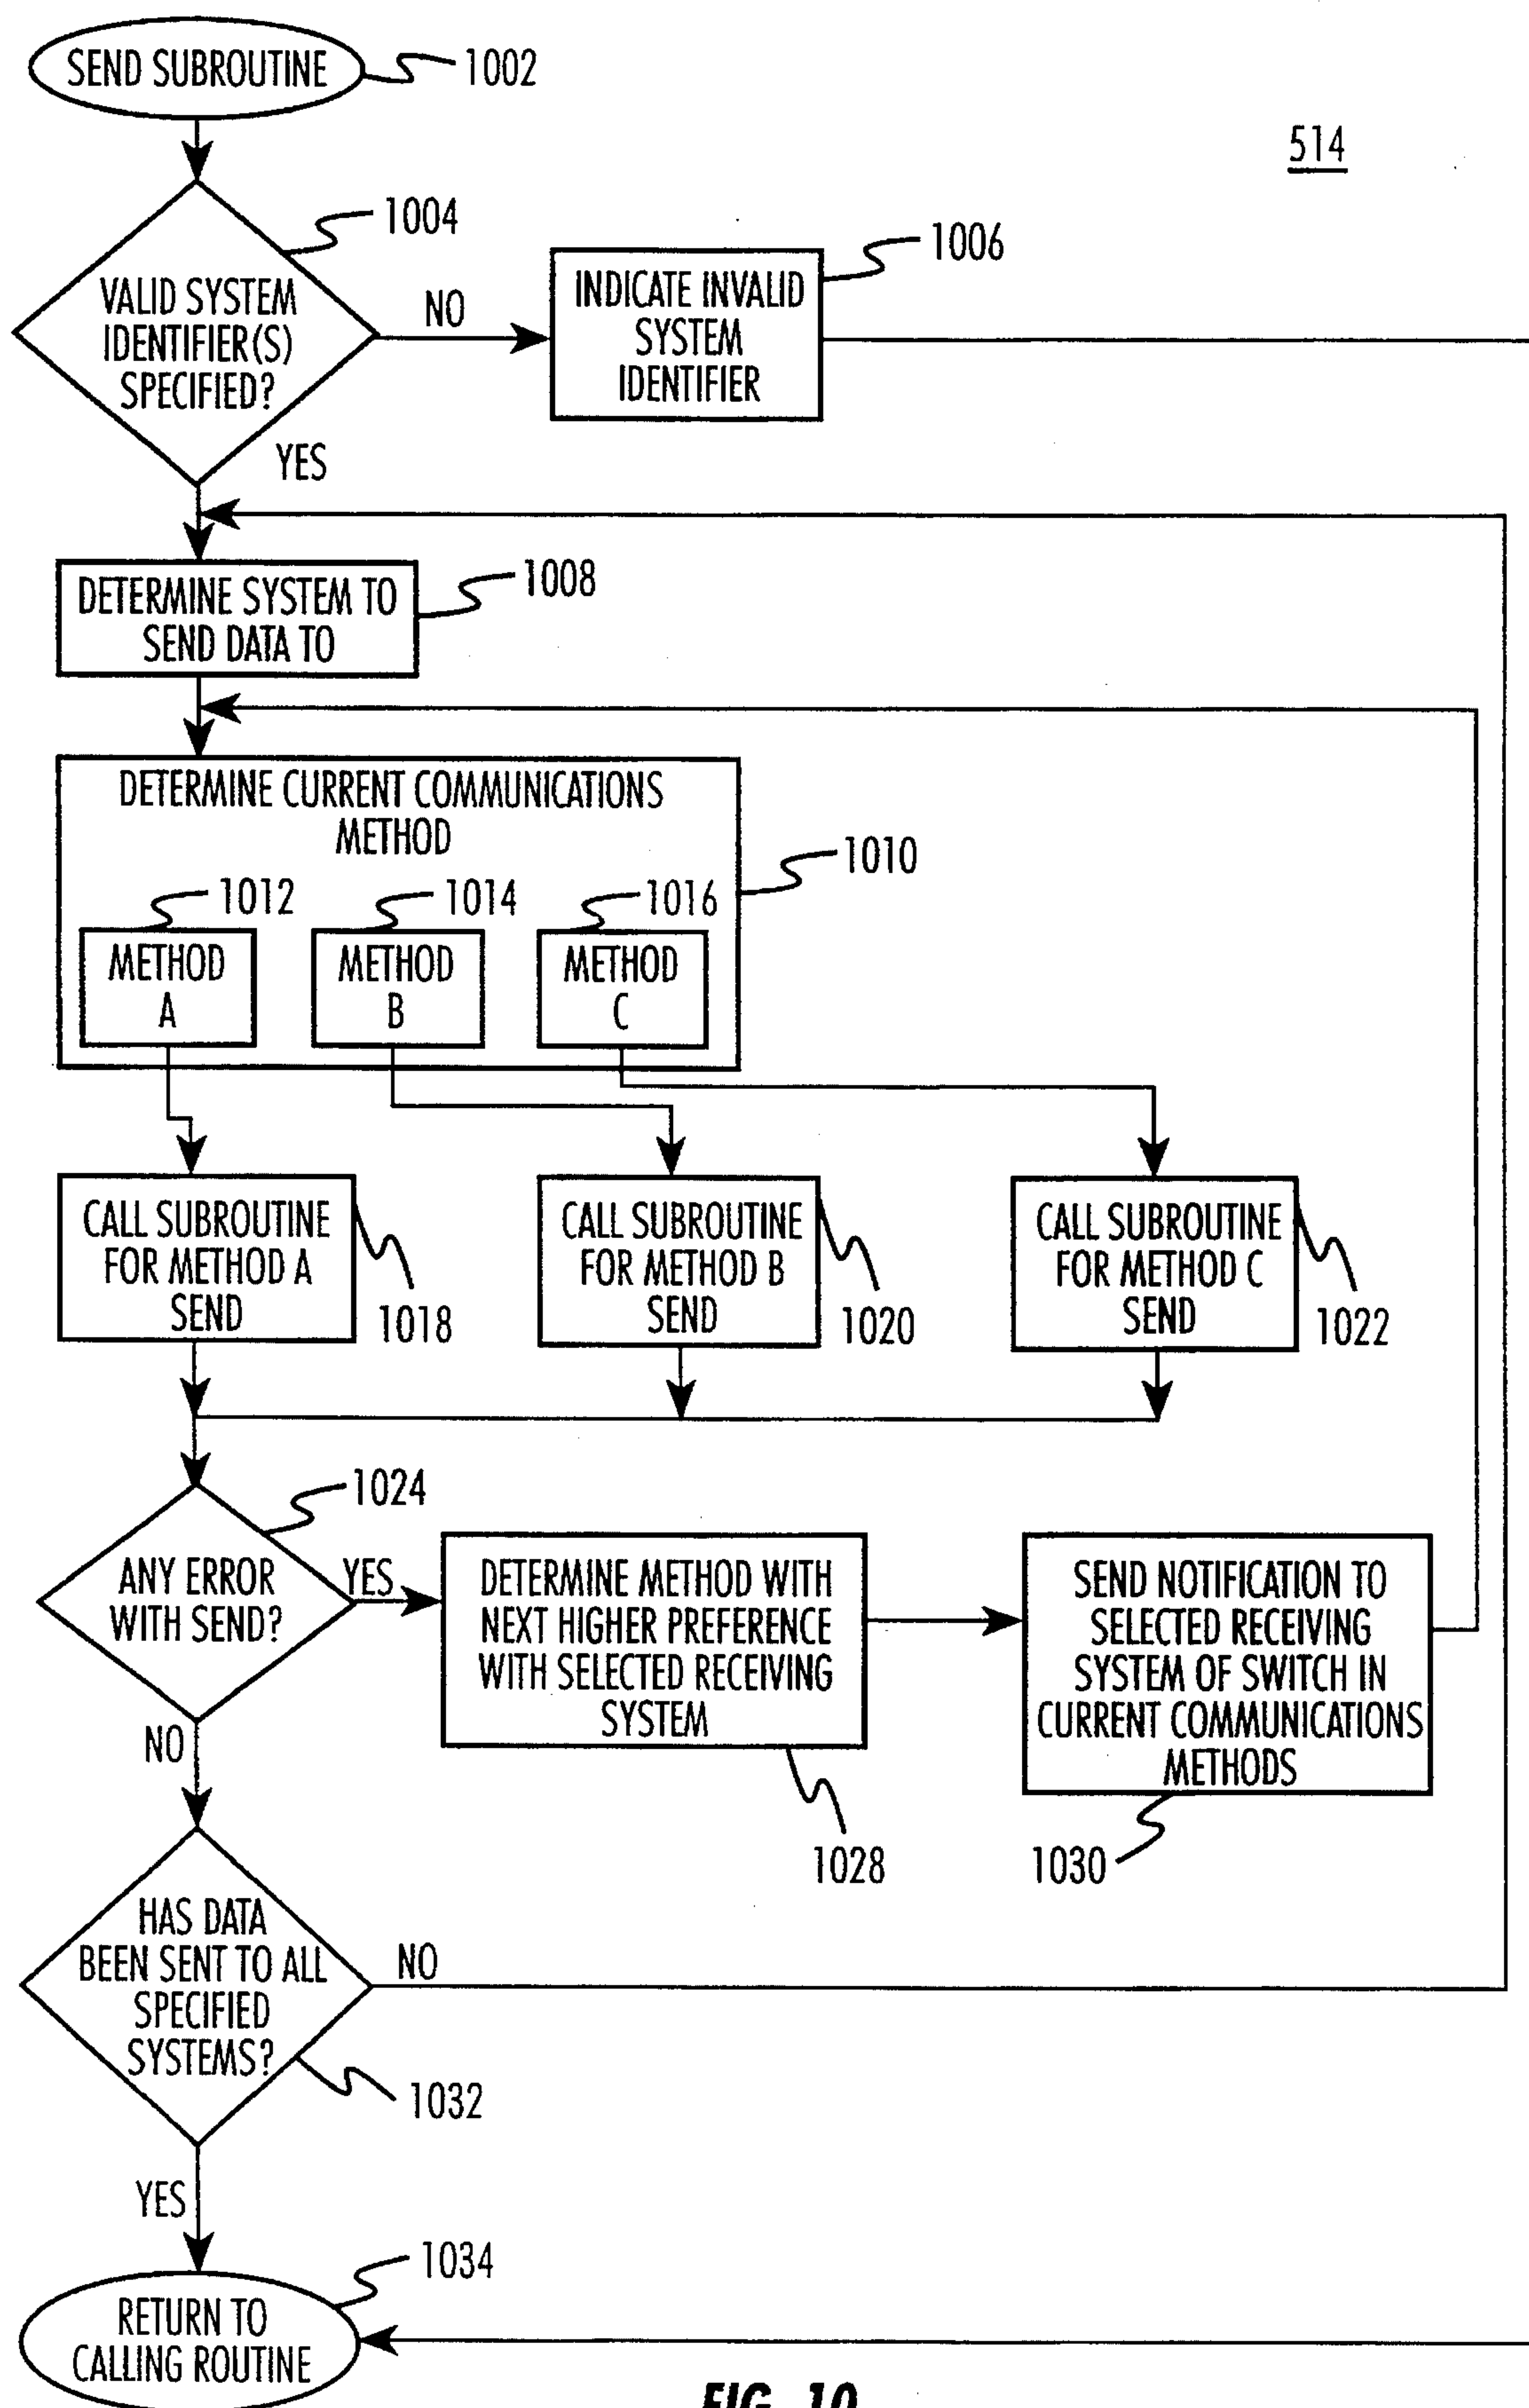 SEND SUBROUTINE
1002
514
1004
VALID SYSTEM
IDENTIFIER(S)
SPECIFIED?
NO
1006
INDICATE INVALID
SYSTEM
IDENTIFIER
YES
1008
DETERMINE SYSTEM TO
SEND DATA TO
DETERMINE CURRENT COMMUNICATIONS
METHOD
1010
1012
1014
1016
METHOD
A
METHOD
B
METHOD
C
CALL SUBROUTINE
FOR METHOD A
SEND
1018
CALL SUBROUTINE
FOR METHOD B
SEND
1020
CALL SUBROUTINE
FOR METHOD C
SEND
1022
1024
ANY ERROR
WITH SEND?
YES
DETERMINE METHOD WITH
NEXT HIGHER PREFERENCE
WITH SELECTED RECEIVING
SYSTEM
1028
SEND NOTIFICATION TO
SELECTED RECEIVING
SYSTEM OF SWITCH IN
CURRENT COMMUNICATIONS
METHODS
1030
NO
HAS DATA
BEEN SENT TO ALL
SPECIFIED
SYSTEMS?
NO
1032
YES
1034
RETURN TO
CALLING ROUTINE
FIG. 10